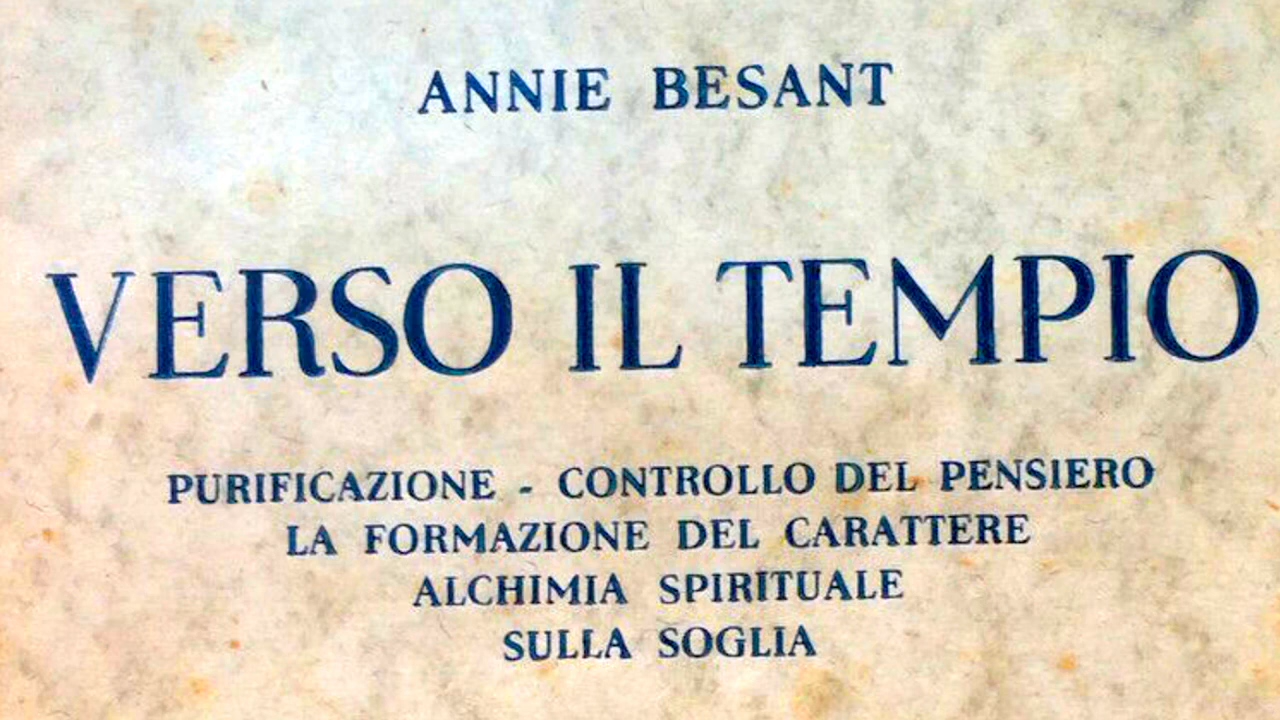 ANNIE BESANT
VERSO IL TEMPIO
PURIFICAZIONE - CONTROLLO DEL PENSIERO
LA FORMAZIONE DEL CARATTERE
ALCHIMIA SPIRITUALE
SULLA SOGLIA